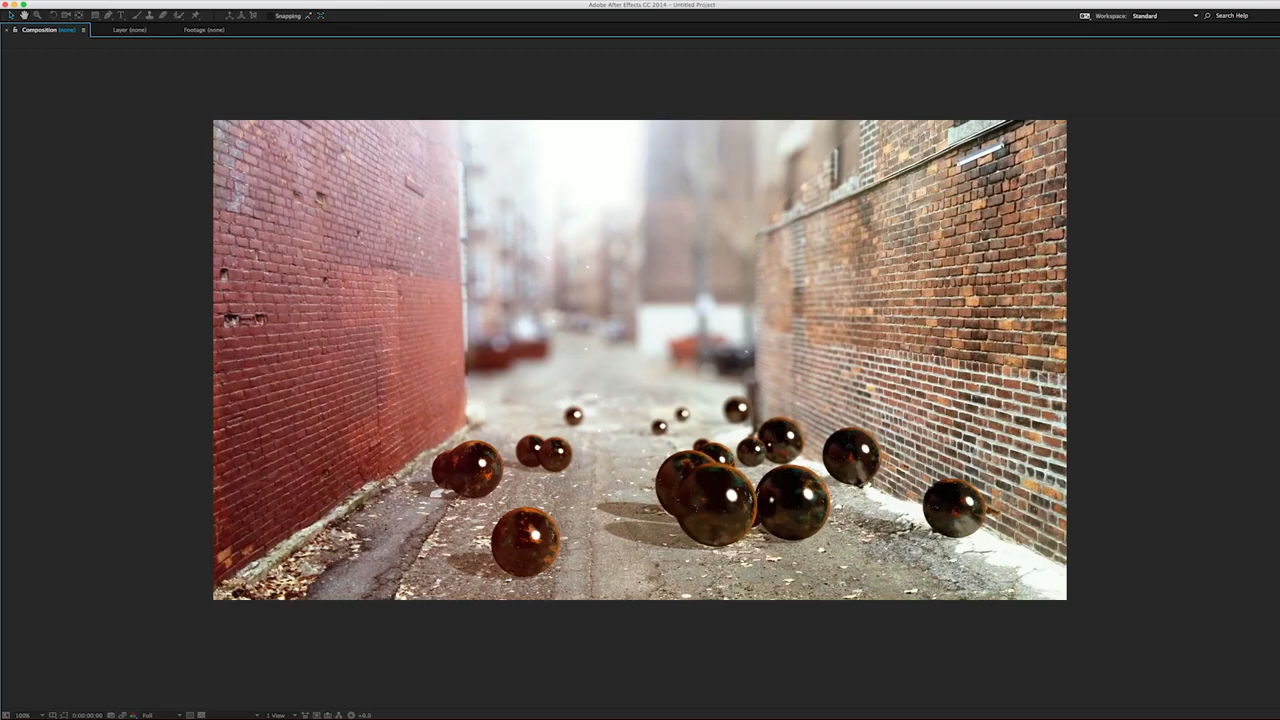 Adobe After Effects CC 2014 - Untitled Project
Snapping
Workspace: Standard
Search Help
Composition (none)
Layer (none)
Footage (none)
100%
0:00:00:00
Full
1 View
+0.0